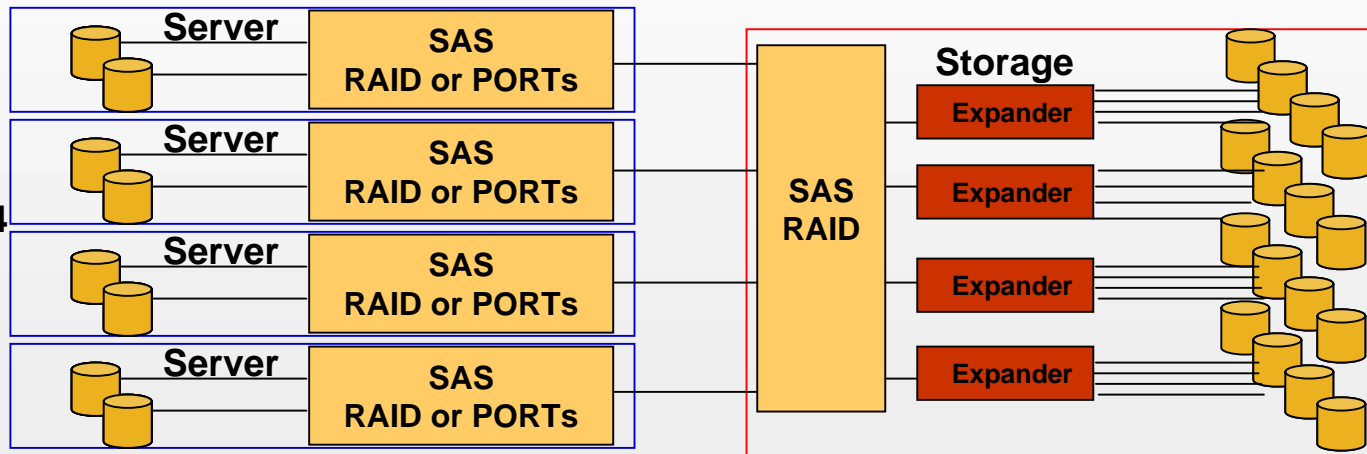 Server
SAS
RAID or PORTs
Server
SAS
RAID or PORTs
4
Server
SAS
RAID or PORTs
Server
SAS
RAID or PORTs
SAS
RAID
Storage
Expander
Expander
Expander
Expander